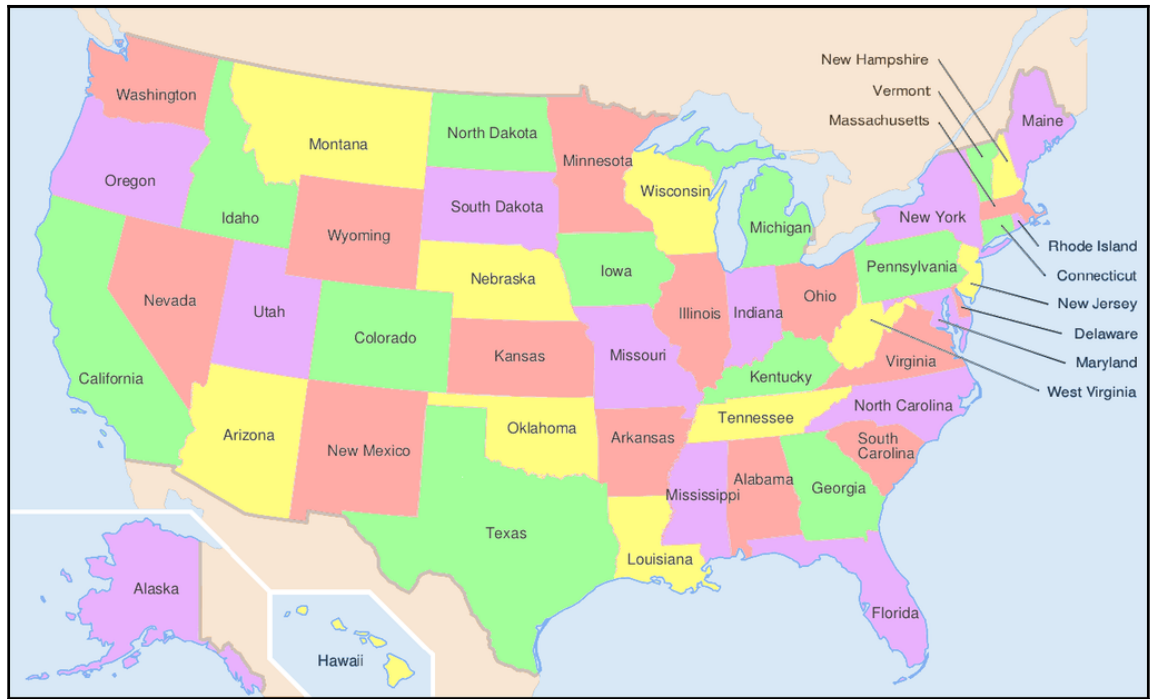 New Hampshire
Vermont
Massachusetts
Washington
Maine
Montana
North Dakota
Minnesota
Oregon
Wisconsin
South Dakota
Idaho
New York
Michigan
Wyoming
Rhode Island
Pennsylvania
Iowa
Connecticut
Nebraska
Ohio
Nevada
New Jersey
Utah
Illinois
Indiana
Delaware
Colorado
Kansas
Missouri
Virginia
Maryland
California
Kentucky
West Virginia
North Carolina
Tennessee
Oklahoma
Arizona
Arkansas
South
Carolina
New Mexico
Alabama
Georgia
Mississippi
Texas
Louisiana
Alaska
Florida
Hawaii